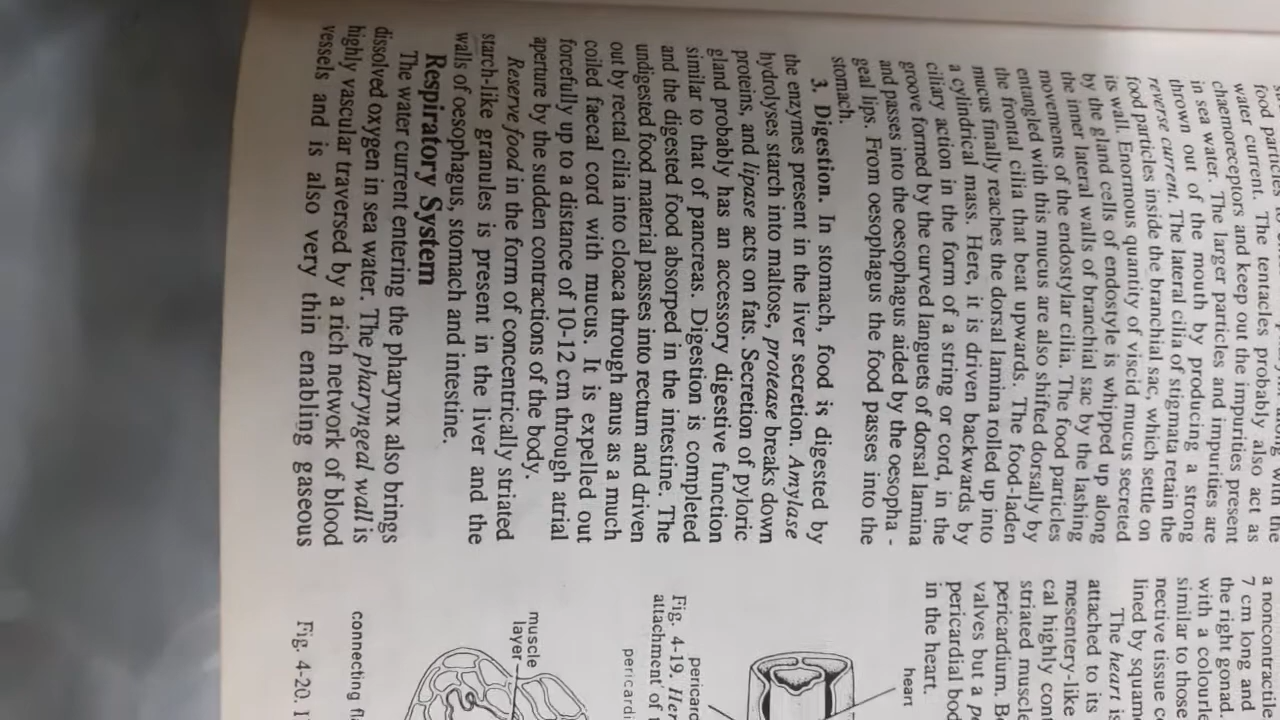 food particles
water current. The tentacles probably also act as
chaemoreceptors and keep out the impurities present
in sea water. The larger particles and impurities are
thrown out of the mouth by producing a strong
reverse current. The lateral cilia of stigmata retain the
food particles inside the branchial sac, which settle on
its wall. Enormous quantity of viscid mucus secreted
by the gland cells of endostyle is whipped up along
the inner lateral walls of branchial sac by the lashing
movements of the endostylar cilia. The food particles
entangled with this mucus are also shifted dorsally by
the frontal cilia that beat upwards. The food-laden
mucus finally reaches the dorsal lamina rolled up into
a cylindrical mass. Here, it is driven backwards by
ciliary action in the form of a string or cord, in the
groove formed by the curved languets of dorsal lamina
and passes into the oesophagus aided by the oesopha -
geal lips. From oesophagus the food passes into the
stomach.
3. Digestion. In stomach, food is digested by
the enzymes present in the liver secretion. Amylase
hydrolyses starch into maltose, protease breaks down
proteins, and lipase acts on fats. Secretion of pyloric
gland probably has an accessory digestive function
similar to that of pancreas. Digestion is completed
and the digested food absorbed in the intestine. The
undigested food material passes into rectum and driven
out by rectal cilia into cloaca through anus as a much
coiled faecal cord with mucus. It is expelled out
forcefully up to a distance of 10-12 cm through atrial
aperture by the sudden contractions of the body.
Reserve food in the form of concentrically striated
starch-like granules is present in the liver and the
walls of oesophagus, stomach and intestine.
Respiratory System
The water current entering the pharynx also brings
dissolved oxygen in sea water. The pharyngeal wall is
highly vascular traversed by a rich network of blood
vessels and is also very thin enabling gaseous
a noncontractile
7 cm long and
the right gonad,
with a colourl
similar to those
nective tissue c
lined by squam
The heart is
attached to its
mesentery-like
cal highly con
striated muscle
pericardium. Bo
valves but a pe
pericardial bod
in the heart.
heart
pericard
Fig. 4-19. Her
attachment of t
pericardi
muscle
layer
connecting fl
Fig. 4-20. T